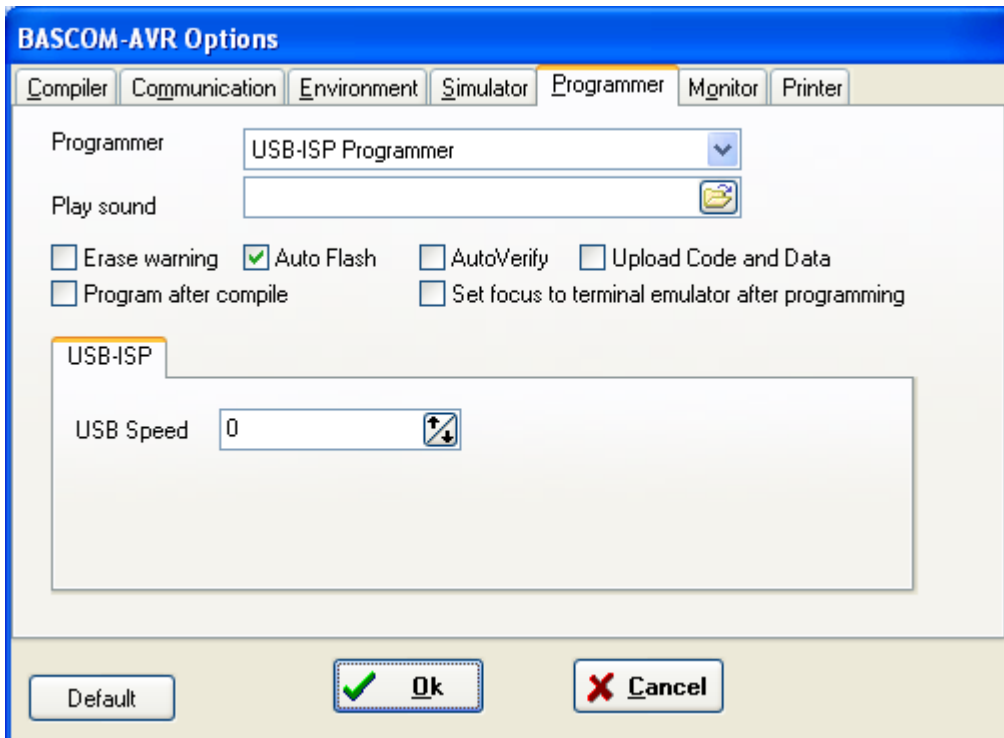 BASCOM-AVR Options
Compiler Communication Environment Simulator Programmer Monitor Printer
Programmer USB-ISP Programmer
Play sound
Erase warning Auto Flash AutoVerify Upload Code and Data
Program after compile Set focus to terminal emulator after programming
USB-ISP
USB Speed 0
Default Ok Cancel